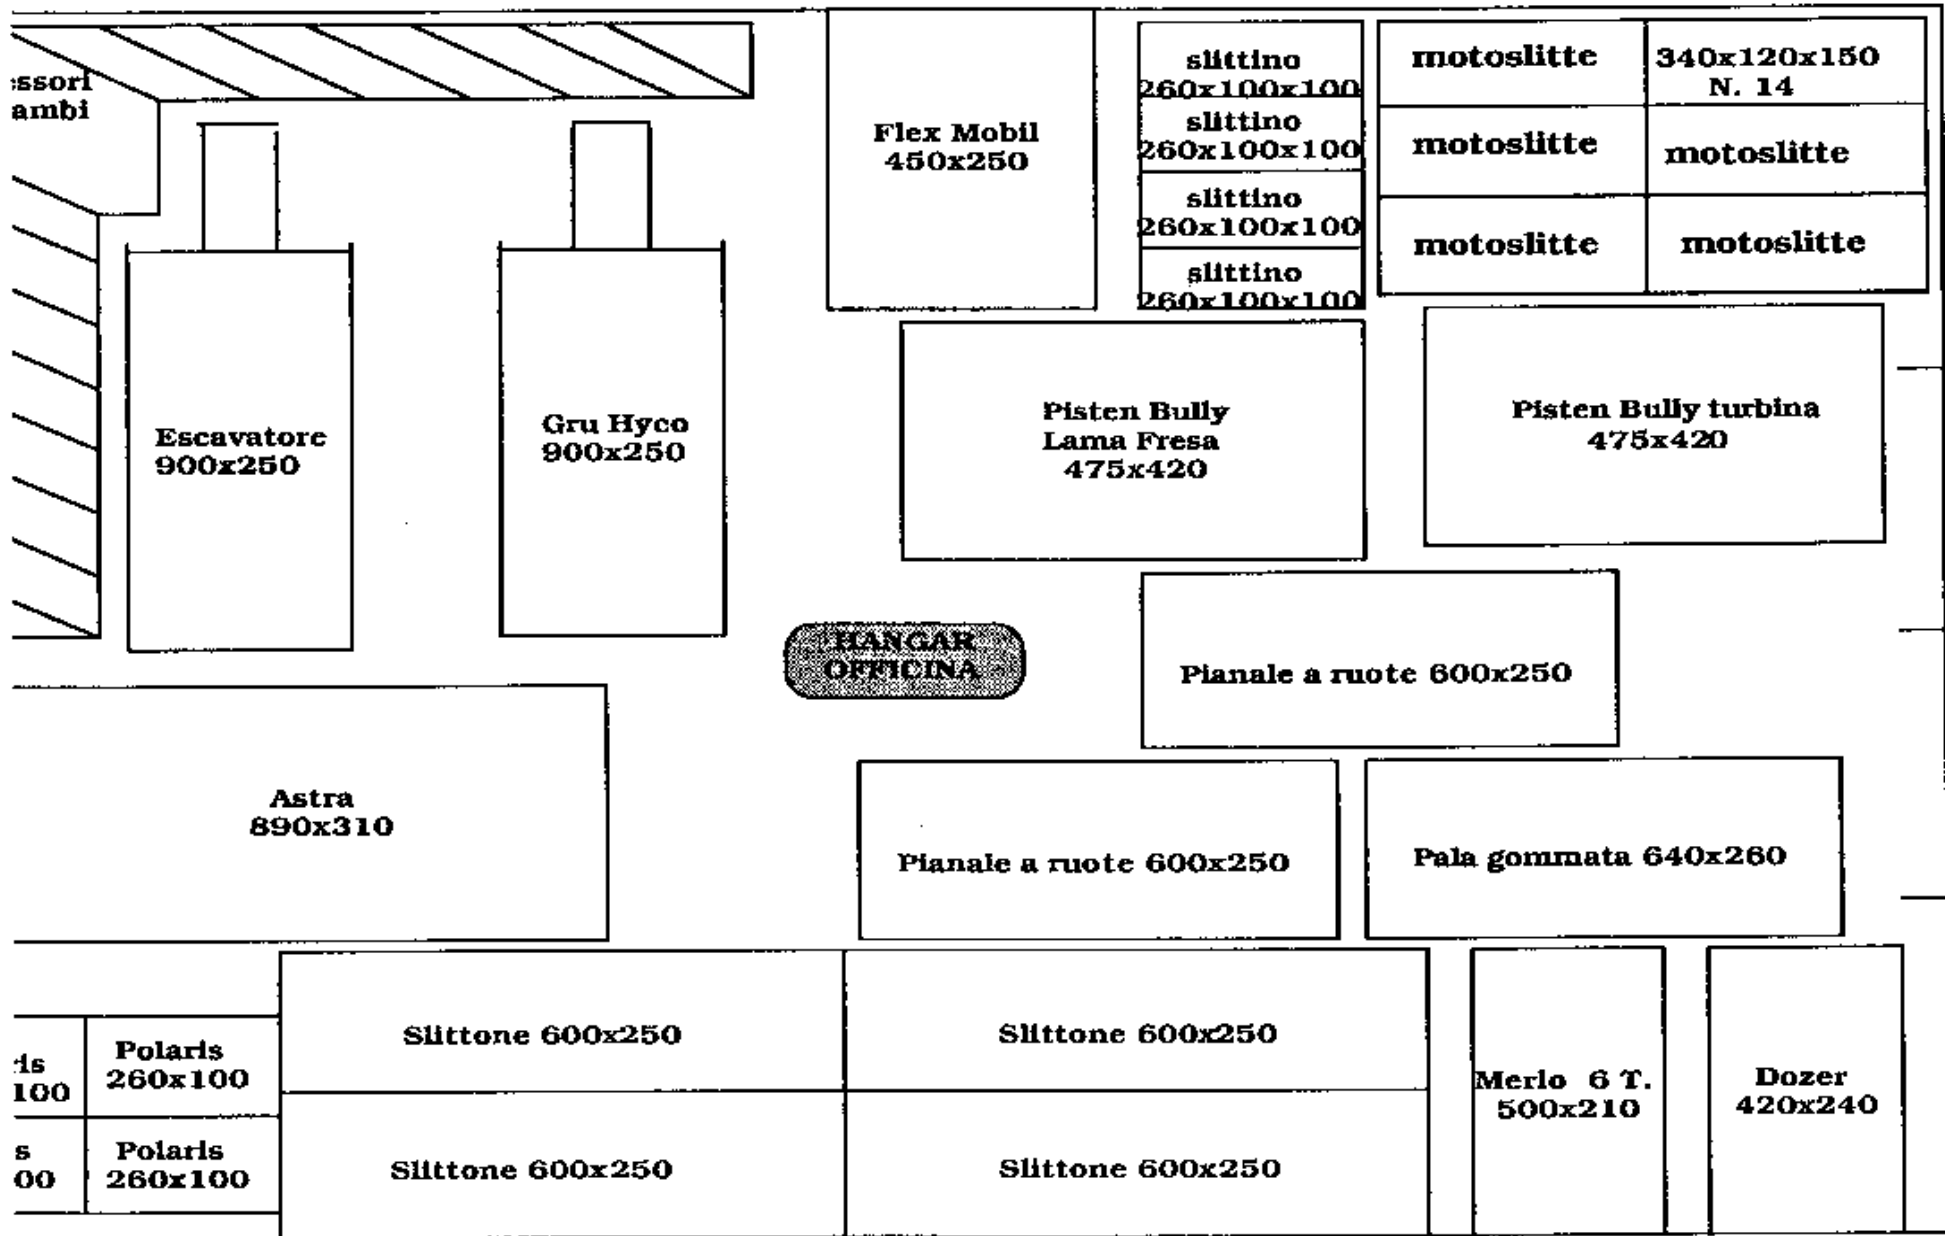 slittino
260x100x100
slittino
260x100x100
slittino
260x100x100
slittino
260x100x100
motoslitte
340x120x150
N. 14
motoslitte
motoslitte
motoslitte
motoslitte
Flex Mobil
450x250
Escavatore
900x250
Gru Hyco
900x250
Pisten Bully
Lama Fresa
475x420
Pisten Bully turbina
475x420
HANGAR
OFFICINA
Pianale a ruote 600x250
Astra
890x310
Pianale a ruote 600x250
Pala gommata 640x260
Polaris
260x100
100
Polaris
260x100
00
Slittone 600x250
Slittone 600x250
Slittone 600x250
Slittone 600x250
Merlo 6 T.
500x210
Dozer
420x240